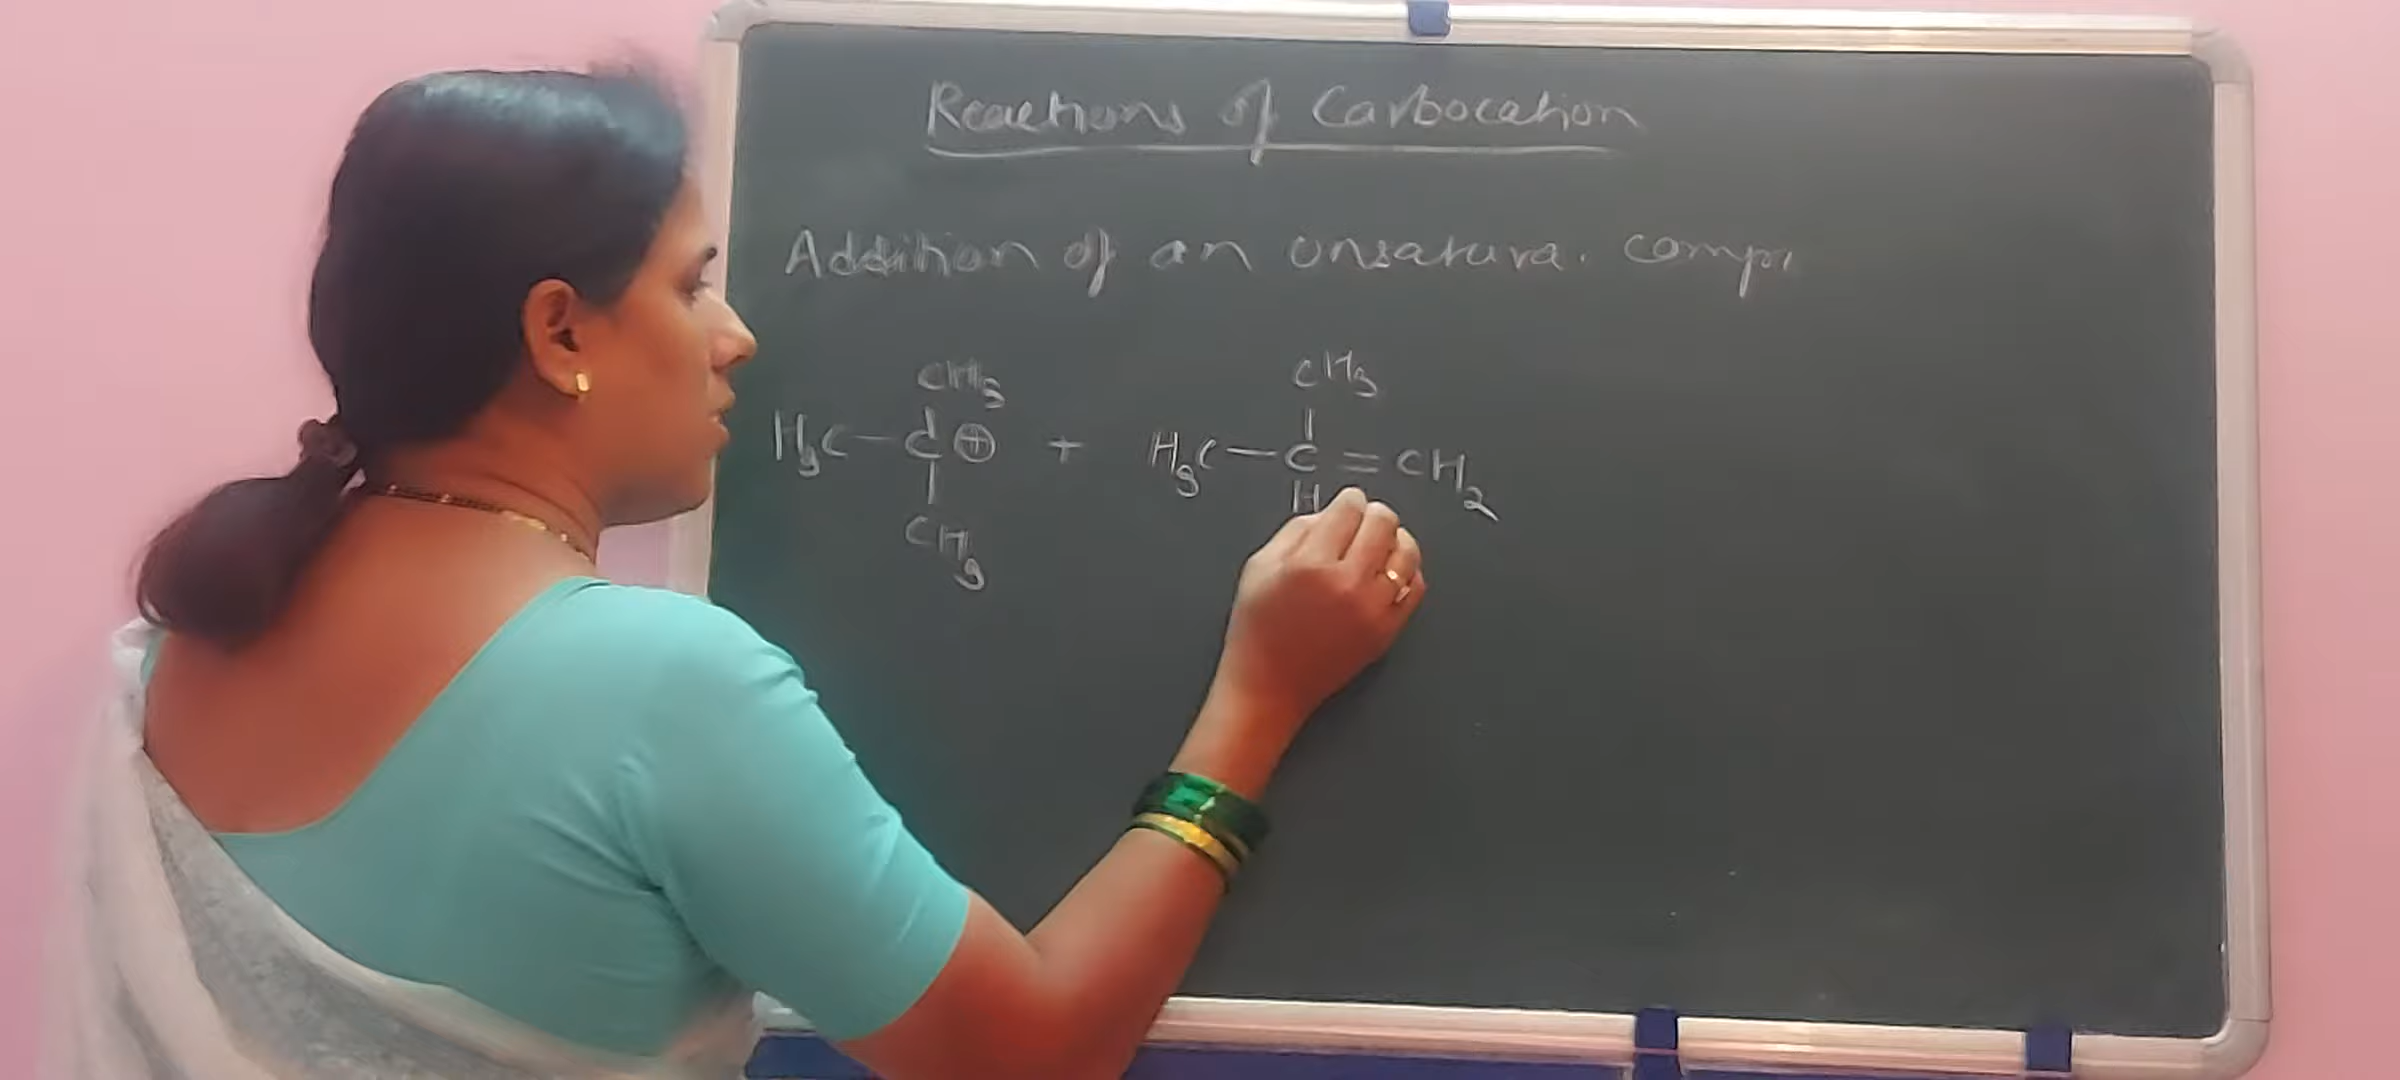 Reactions of Carbocation
Addition of an unsatura. comp.
CH3 CH3
H3C-C⊕ + H3C-C=CH2
CH3 H